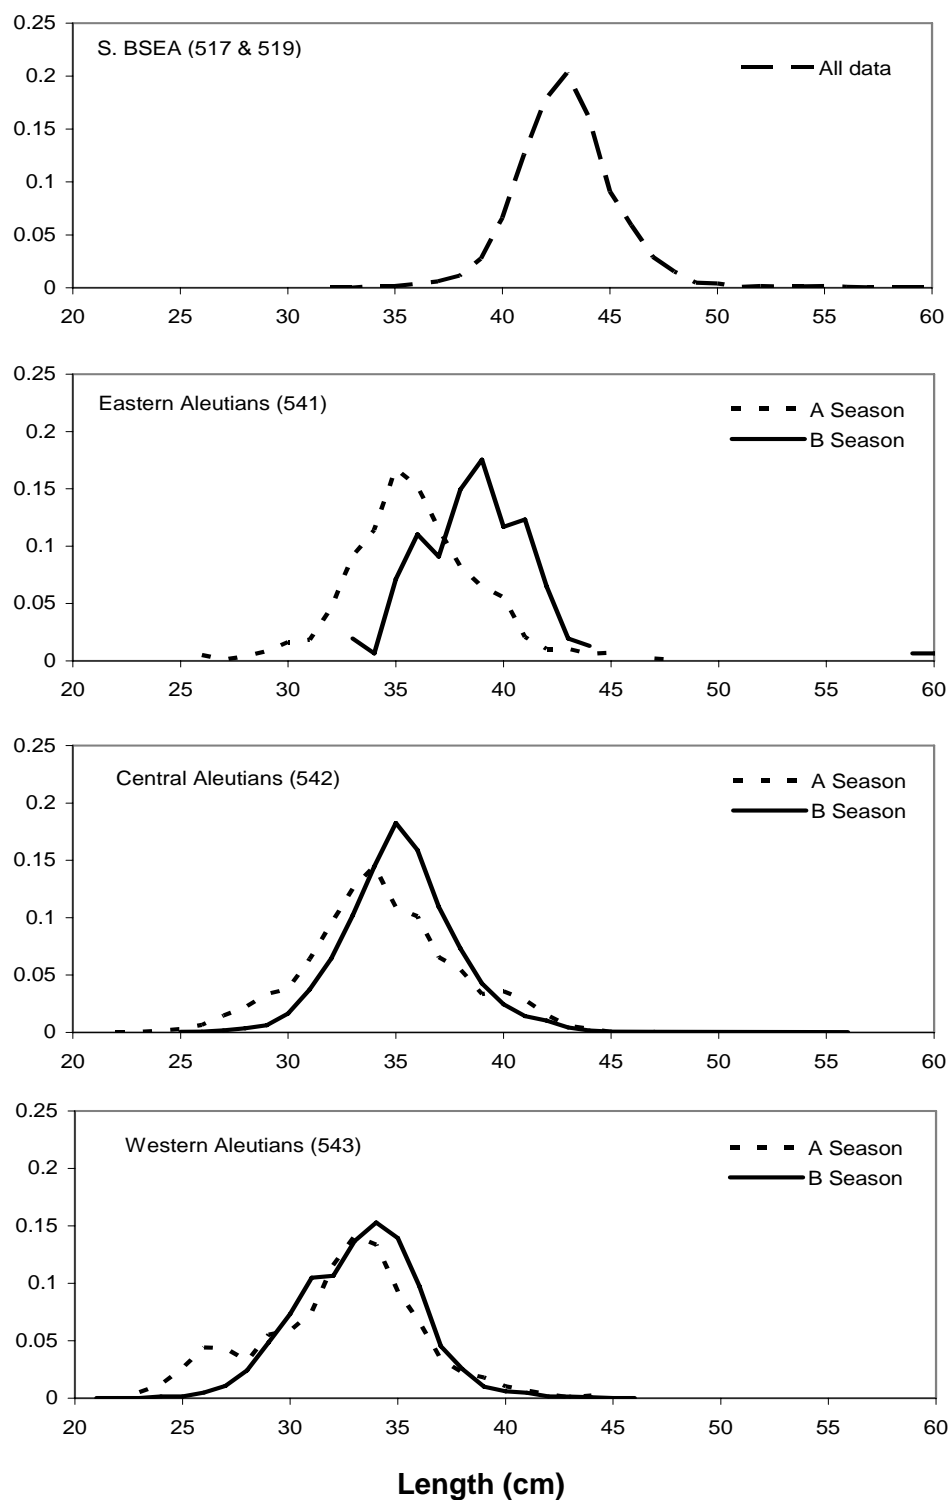 0.25
S. BSEA (517 & 519)
All data
0.2
0.15
0.1
0.05
0
20 25 30 35 40 45 50 55 60
0.25
Eastern Aleutians (541)
A Season
0.2
B Season
0.15
0.1
0.05
0
20 25 30 35 40 45 50 55 60
0.25
Central Aleutians (542)
A Season
0.2
B Season
0.15
0.1
0.05
0
20 25 30 35 40 45 50 55 60
0.25
Western Aleutians (543)
A Season
0.2
B Season
0.15
0.1
0.05
0
20 25 30 35 40 45 50 55 60
Length (cm)